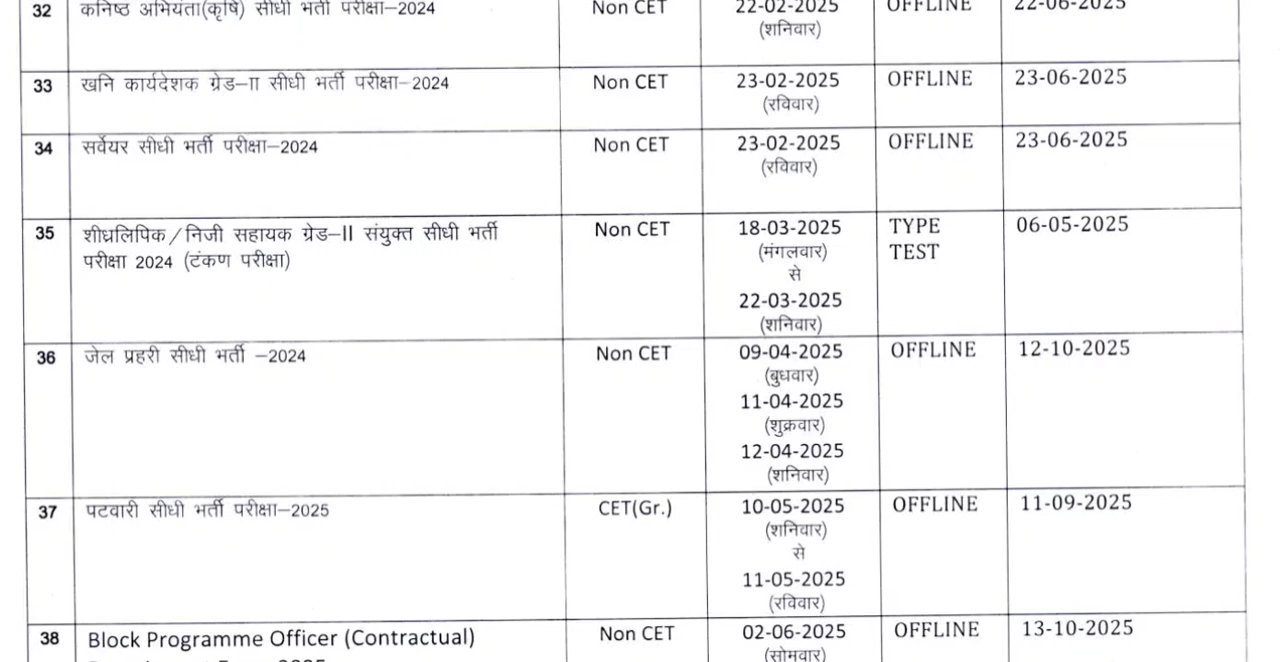 32 कनिष्ठ अभियंता(कृषि) सीधी भर्ती परीक्षा–2024 Non CET 22-02-2025 OFFLINE 22-06-2025
(शनिवार)
33 खनि कार्यदेशक ग्रेड–II सीधी भर्ती परीक्षा–2024 Non CET 23-02-2025 OFFLINE 23-06-2025
(रविवार)
34 सर्वेयर सीधी भर्ती परीक्षा–2024 Non CET 23-02-2025 OFFLINE 23-06-2025
(रविवार)
35 शीध्रलिपिक/निजी सहायक ग्रेड–II संयुक्त सीधी भर्ती Non CET 18-03-2025 TYPE 06-05-2025
परीक्षा 2024 (टंकण परीक्षा) (मंगलवार) TEST
से
22-03-2025
(शनिवार)
36 जेल प्रहरी सीधी भर्ती –2024 Non CET 09-04-2025 OFFLINE 12-10-2025
(बुधवार)
11-04-2025
(शुक्रवार)
12-04-2025
(शनिवार)
37 पटवारी सीधी भर्ती परीक्षा–2025 CET(Gr.) 10-05-2025 OFFLINE 11-09-2025
(शनिवार)
से
11-05-2025
(रविवार)
38 Block Programme Officer (Contractual) Non CET 02-06-2025 OFFLINE 13-10-2025
(सोमवार)